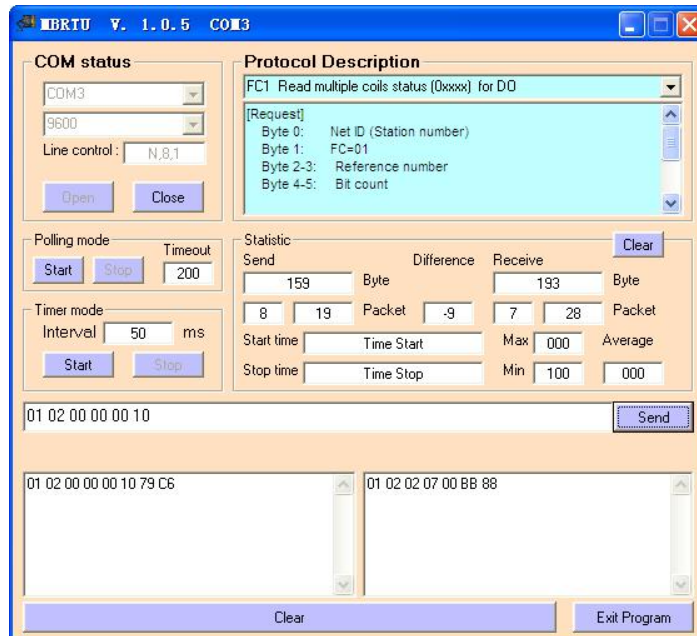 MBRTU V. 1.0.5 COM3
COM status
COM3
9600
Line control : N,8,1
Open Close
Protocol Description
FC1 Read multiple coils status (0xxxx) for DO
[Request]
Byte 0: Net ID (Station number)
Byte 1: FC=01
Byte 2-3: Reference number
Byte 4-5: Bit count
Polling mode
Timeout
Start Stop 200
Timer mode
Interval 50 ms
Start Stop
Statistic Clear
Send Difference Receive
159 Byte 193 Byte
8 19 Packet -9 7 28 Packet
Start time Time Start Max 000 Average
Stop time Time Stop Min 100 000
01 02 00 00 00 10 Send
01 02 00 00 00 10 79 C6
01 02 02 07 00 BB 88
Clear Exit Program